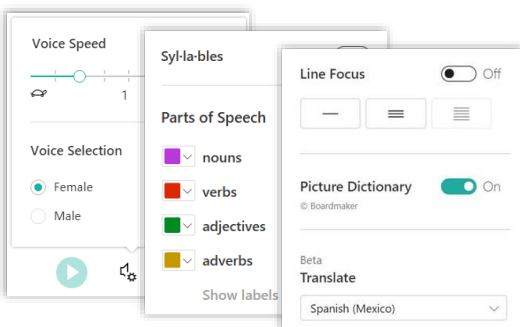 Voice Speed
1
Voice Selection
Female
Male
Syl·la·bles
Parts of Speech
nouns
verbs
adjectives
adverbs
Show labels
Line Focus
Off
Picture Dictionary
On
© Boardmaker
Beta
Translate
Spanish (Mexico)